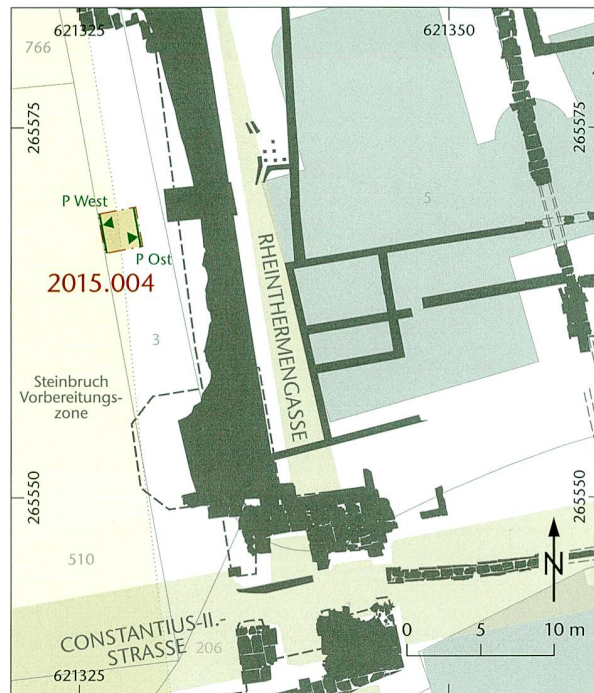 621325
621350
766
265575
265575
P West
P Ost
5
2015.004
RHEINTHERMENGASSE
3
Steinbruch
Vorbereitungs-
zone
265550
265550
510
N
CONSTANTIUS-II.-
STRASSE
206
0 5 10 m
621325